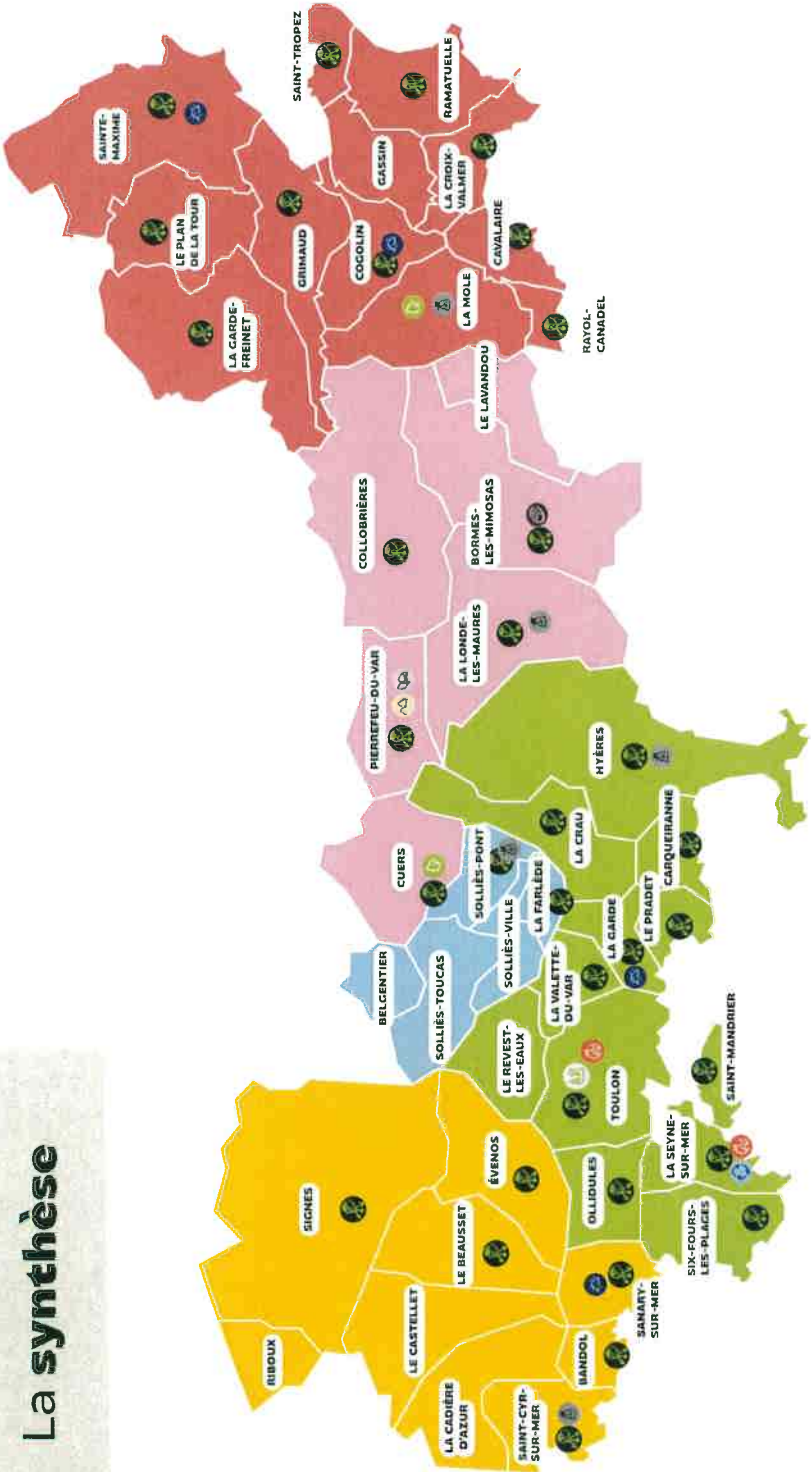 La synthèse
SAINTE-
MAXIME
SAINT-TROPEZ
LE PLAN
DE LA TOUR
RAMATUELLE
GASSIN
LA GARDE-
FREINET
GRIMAUD
COGOLIN
LA CROIX-
VALMER
CAVALAIRE
LA MOLE
RAYOL-
CANADEL
LE LAVANDOU
COLLOBRIÈRES
BORMES-
LES-MIMOSAS
LA LONDE-
LES-MAURES
PIERREFEU-DU-VAR
HYÈRES
CUERS
SOLLIÈS-PONT
LA CRAU
CARQUEIRANNE
BELGENTIER
SOLLIÈS-VILLE
LA FARLÈDE
LA GARDE
LE PRADET
SOLLIÈS-TOUCAS
LA VALETTE-
DU-VAR
LE REVEST-
LES-EAUX
TOULON
SAINT-MANDRIER
SIGNES
ÉVENOS
OLLIDULES
LA SEYNE-
SUR-MER
LE BEAUSSET
SIX-FOURS-
LES-PLAGES
RIBOUX
LE CASTELLET
SANARY-
SUR-MER
BANDOL
LA CADIÈRE
D'AZUR
SAINT-CYR-
SUR-MER